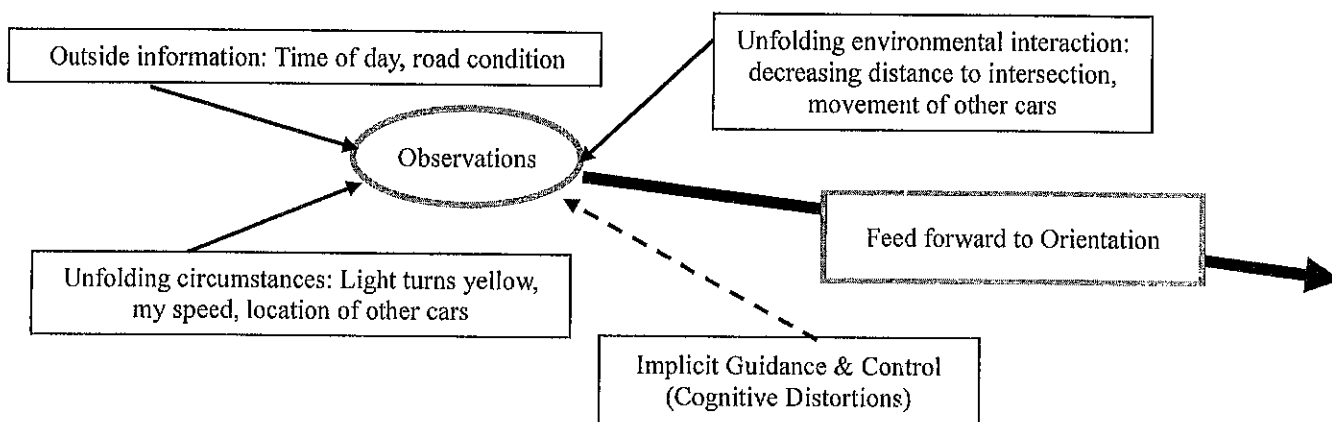 Outside information: Time of day, road condition
Unfolding environmental interaction:
decreasing distance to intersection,
movement of other cars
Observations
Feed forward to Orientation
Unfolding circumstances: Light turns yellow,
my speed, location of other cars
Implicit Guidance & Control
(Cognitive Distortions)